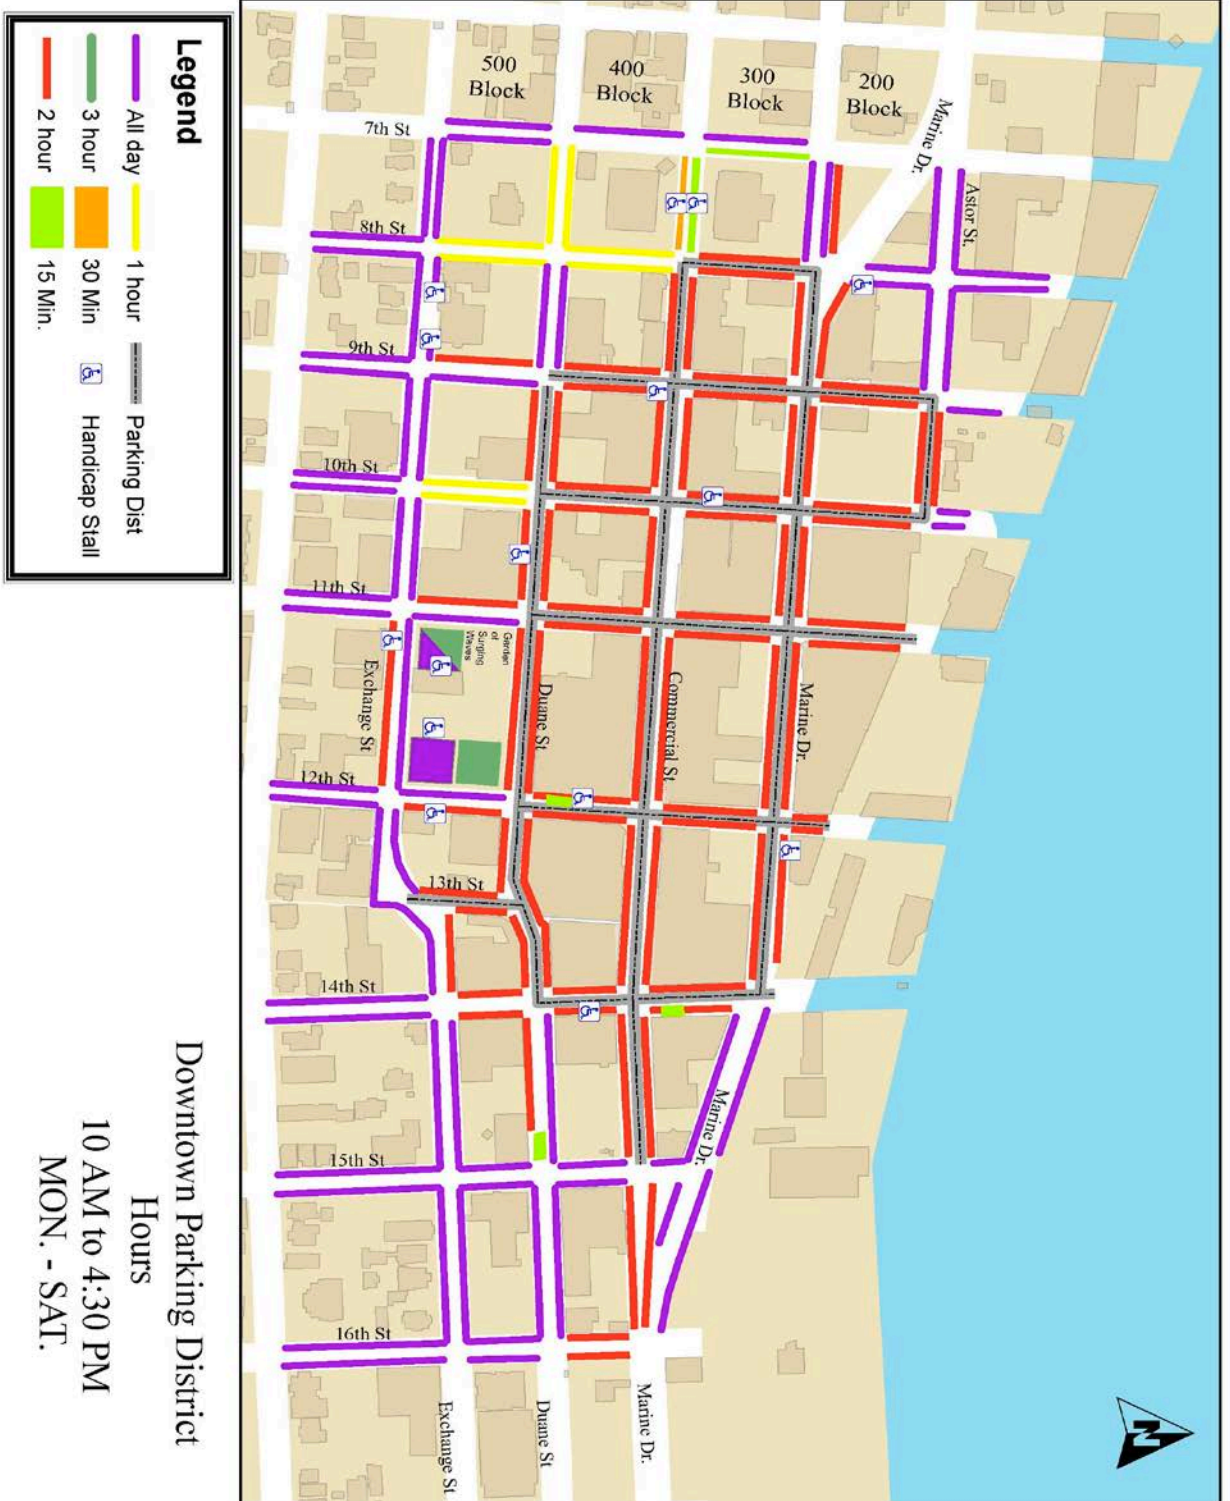 500
Block
400
Block
300
Block
200
Block
Marine Dr.
Astor St.
7th St
8th St
9th St
10th St
11th St
12th St
13th St
14th St
15th St
16th St
Garden
of
Surging
Waves
Exchange St
Duane St
Commercial St
Marine Dr.
Marine Dr.
Exchange St
Duane St
Marine Dr.
N
Legend
All day
1 hour
Parking Dist
3 hour
30 Min
Handicap Stall
2 hour
15 Min.
Downtown Parking District
Hours
10 AM to 4:30 PM
MON. - SAT.